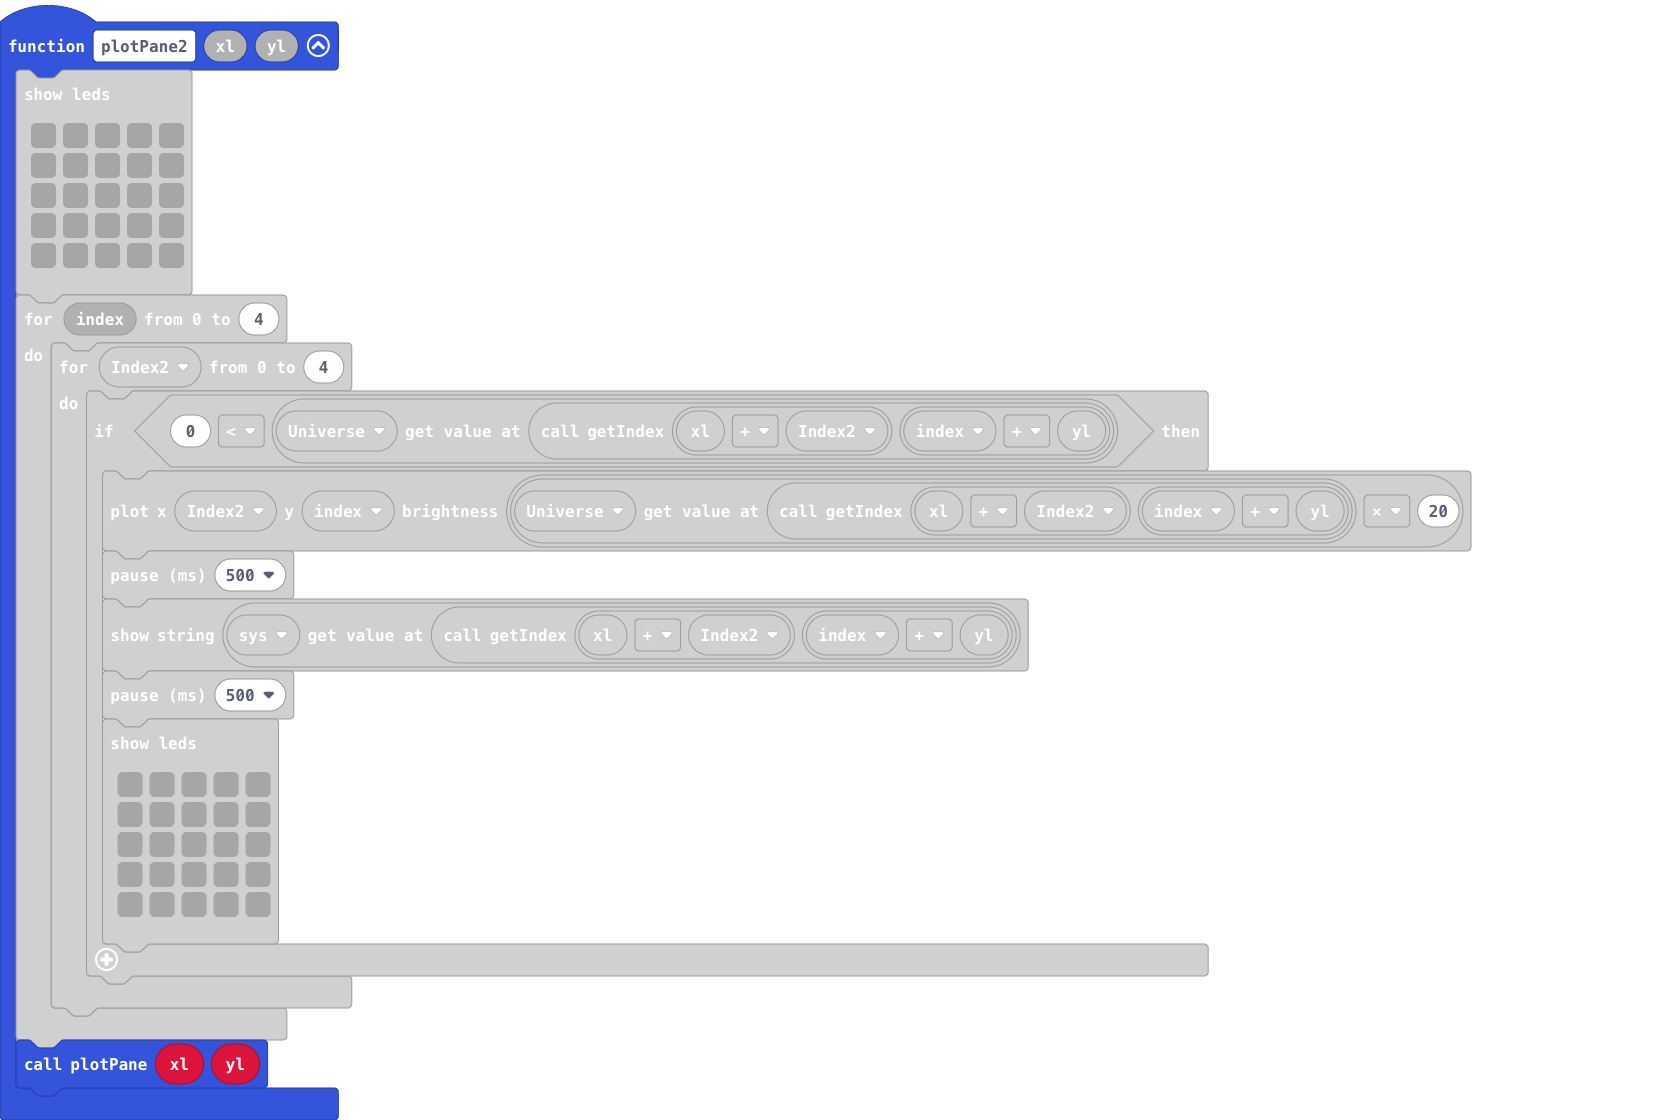 function plotPane2 xl yl
show leds
for index from 0 to 4
do
for Index2 from 0 to 4
do
if 0 < Universe get value at call getIndex xl + Index2 index + yl then
plot x Index2 y index brightness Universe get value at call getIndex xl + Index2 index + yl × 20
pause (ms) 500
show string sys get value at call getIndex xl + Index2 index + yl
pause (ms) 500
show leds
call plotPane xl yl